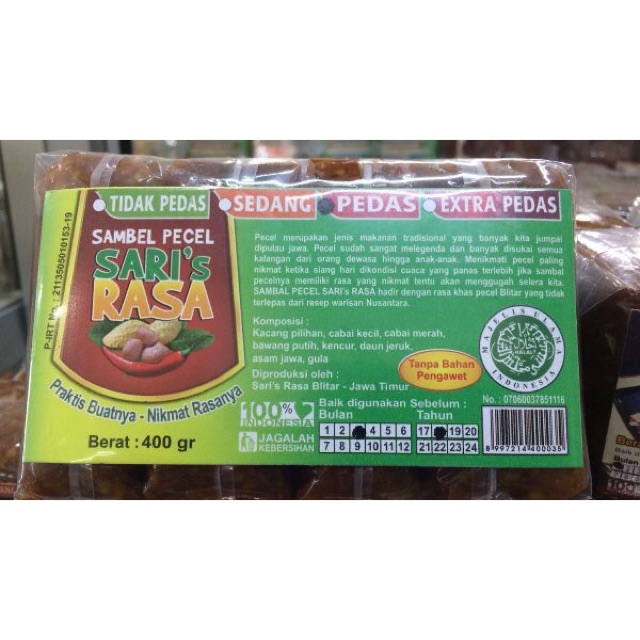 TIDAK PEDAS SEDANG PEDAS EXTRA PEDAS
P-IRT No.: 2113505010153-19
SAMBEL PECEL
SARI'S
RASA
Praktis Buatnya - Nikmat Rasanya
Berat : 400 gr
Pecel merupakan jenis makanan tradisional yang banyak kita jumpai
dipulau jawa. Pecel sudah sangat melegenda dan banyak disukai semua
kalangan dari orang dewasa hingga anak-anak. Menikmati pecel paling
nikmat ketika siang hari dikondisi cuaca yang panas terlebih jika sambal
pecelnya memiliki rasa yang nikmat tentu akan menggugah selera kita.
SAMBAL PECEL SARI's RASA hadir dengan rasa khas pecel Blitar yang tidak
terlepas dari resep warisan Nusantara.
Komposisi :
Kacang pilihan, cabai kecil, cabai merah,
bawang putih, kencur, daun jeruk,
asam jawa, gula
Diproduksi oleh :
Sari's Rasa Blitar - Jawa Timur
Tanpa Bahan
Pengawet
MAJELIS ULAMA
HALAL
INDONESIA
No. : 07060037851116
100%
INDONESIA
JAGALAH
KEBERSIHAN
Baik digunakan Sebelum :
Bulan Tahun
1 2 4 5 6 17 19 20
7 8 9 10 11 12 21 22 23 24
8 997214 400035